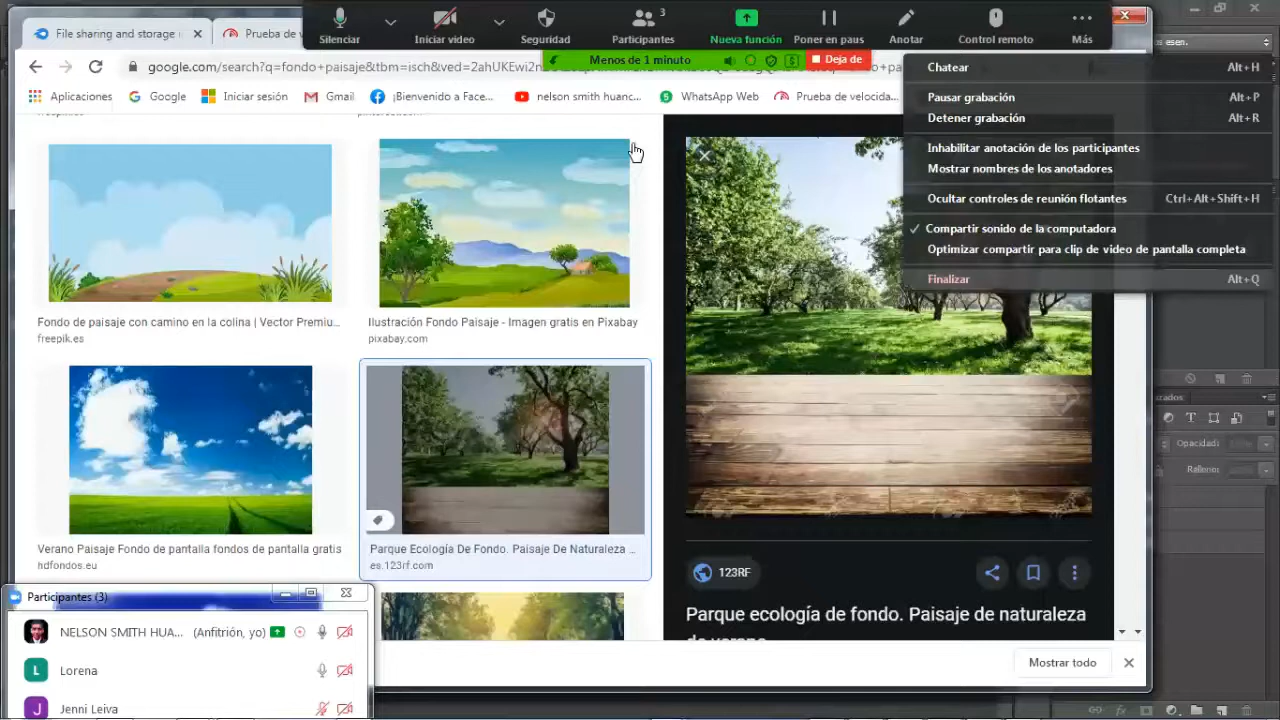 Silenciar
Iniciar video
Seguridad
Participantes
3
Nueva función
Poner en paus
Anotar
Control remoto
Más
File sharing and storage
Prueba de
esen.
Menos de 1 minuto
Deja de
google.com/search?q=fondo+paisaje&tbm=isch&ved=2ahUKEwi2n
Aplicaciones
Google
Iniciar sesión
Gmail
¡Bienvenido a Face...
nelson smith huanc...
WhatsApp Web
Prueba de velocida...
Chatear Alt+H
Pausar grabación Alt+P
Detener grabación Alt+R
Inhabilitar anotación de los participantes
Mostrar nombres de los anotadores
Ocultar controles de reunión flotantes Ctrl+Alt+Shift+H
Compartir sonido de la computadora
Optimizar compartir para clip de video de pantalla completa
Finalizar Alt+Q
Fondo de paisaje con camino en la colina | Vector Premiu...
freepik.es
Ilustración Fondo Paisaje - Imagen gratis en Pixabay
pixabay.com
Verano Paisaje Fondo de pantalla fondos de pantalla gratis
hdfondos.eu
Parque Ecología De Fondo. Paisaje De Naturaleza ...
es.123rf.com
123RF
Parque ecología de fondo. Paisaje de naturaleza
Opacidad:
Relleno:
Participantes (3)
NELSON SMITH HUA... (Anfitrión, yo)
L Lorena
J Jenni Leiva
Mostrar todo